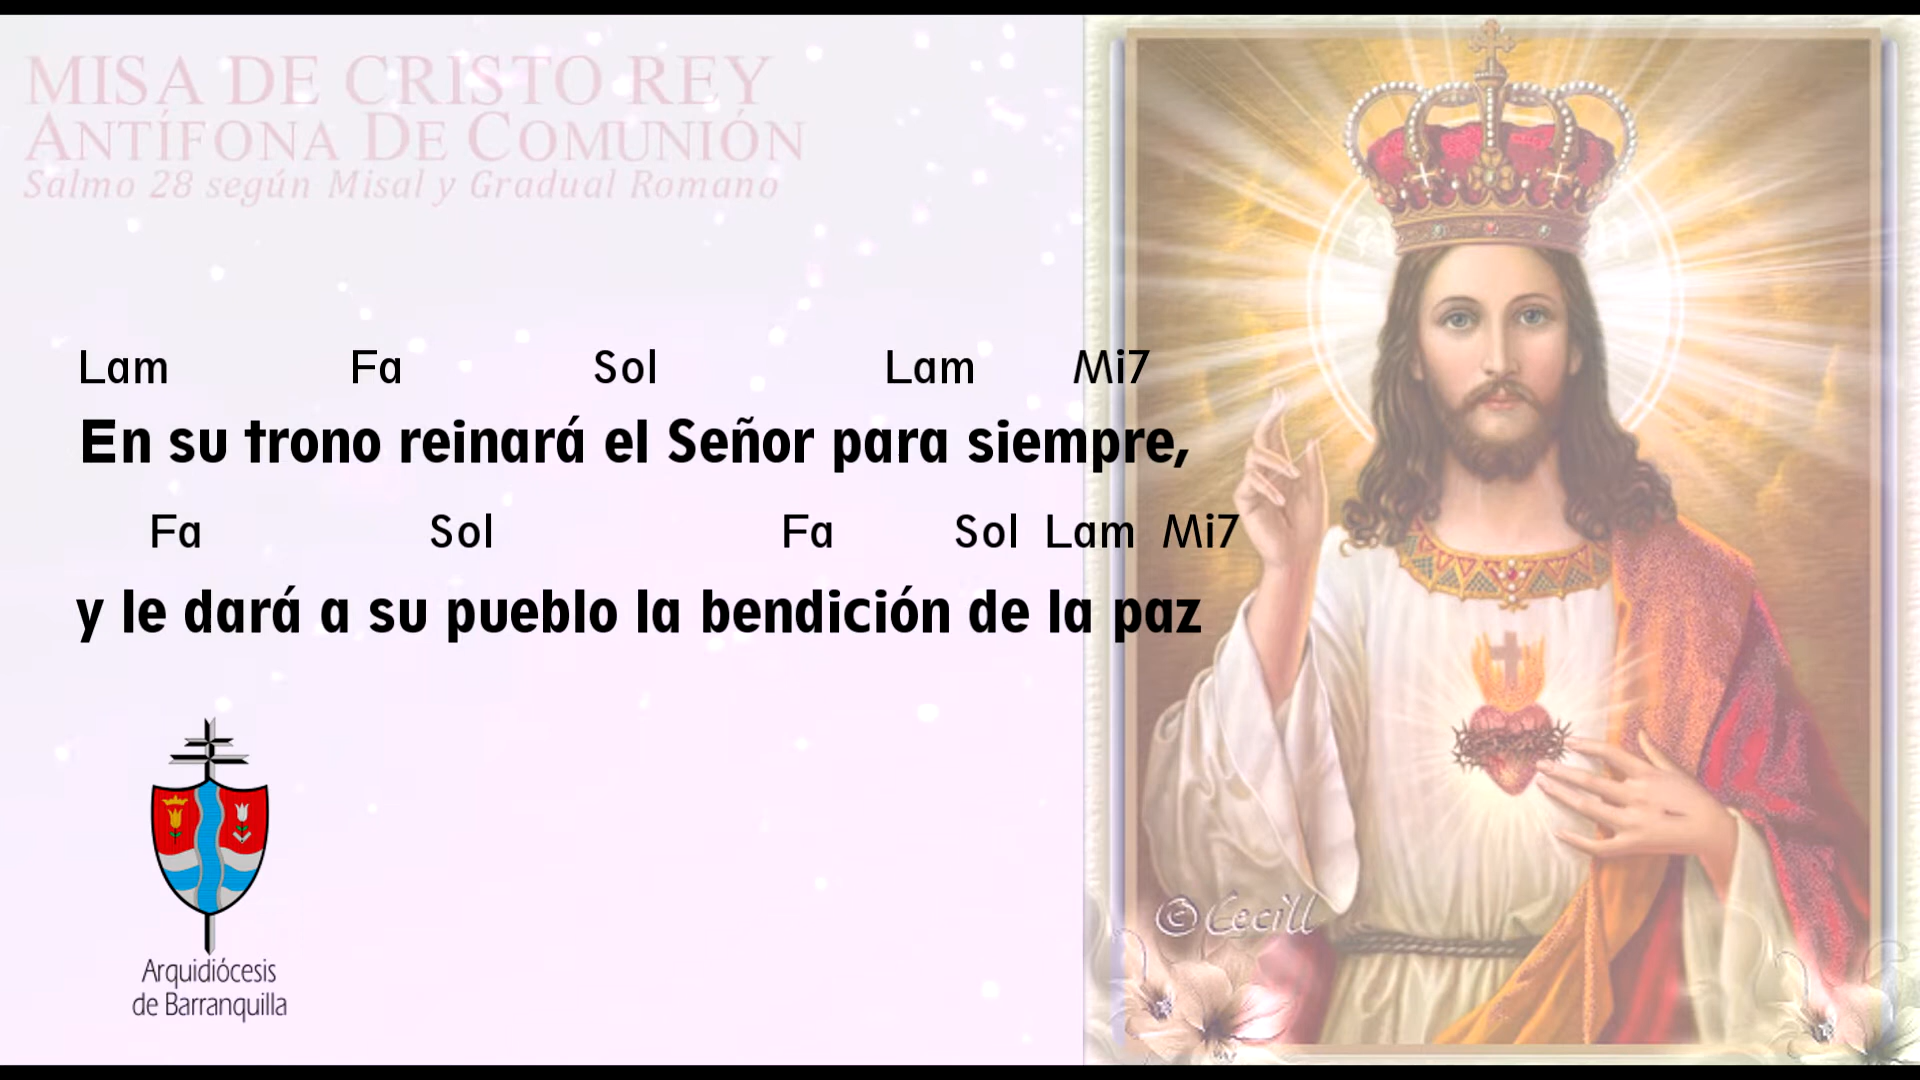 MISA DE CRISTO REY
ANTÍFONA DE COMUNIÓN
Salmo 28 según Misal y Gradual Romano
Lam Fa Sol Lam Mi7
En su trono reinará el Señor para siempre,
Fa Sol Fa Sol Lam Mi7
y le dará a su pueblo la bendición de la paz
Arquidiócesis
de Barranquilla
© Cecill